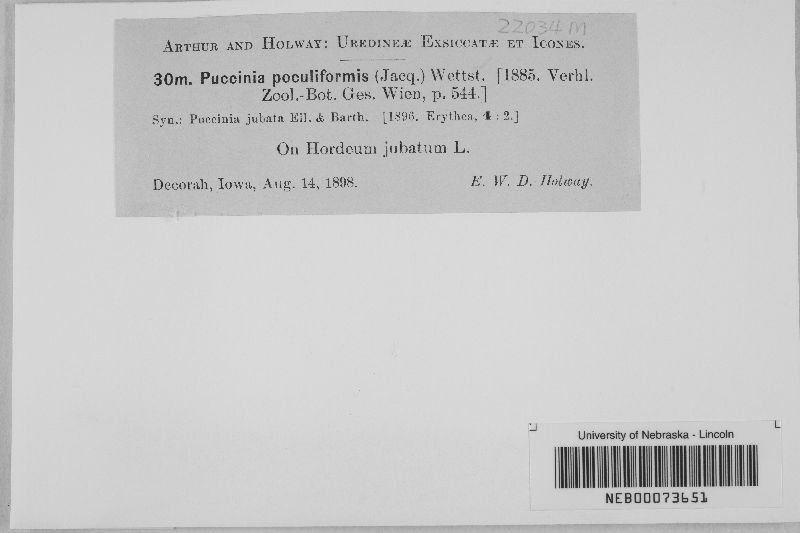 22034 m
ARTHUR AND HOLWAY: UREDINEÆ EXSICCATÆ ET ICONES.
30m. Puccinia poculiformis (Jacq.) Wettst. [1885. Verhl.
Zool.-Bot. Ges. Wien, p. 544.]
Syn.: Puccinia jubata Ell. & Barth. [1896. Erythea, 4 : 2.]
On Hordeum jubatum L.
Decorah, Iowa, Aug. 14, 1898. E. W. D. Holway.
University of Nebraska - Lincoln
NEB00073651